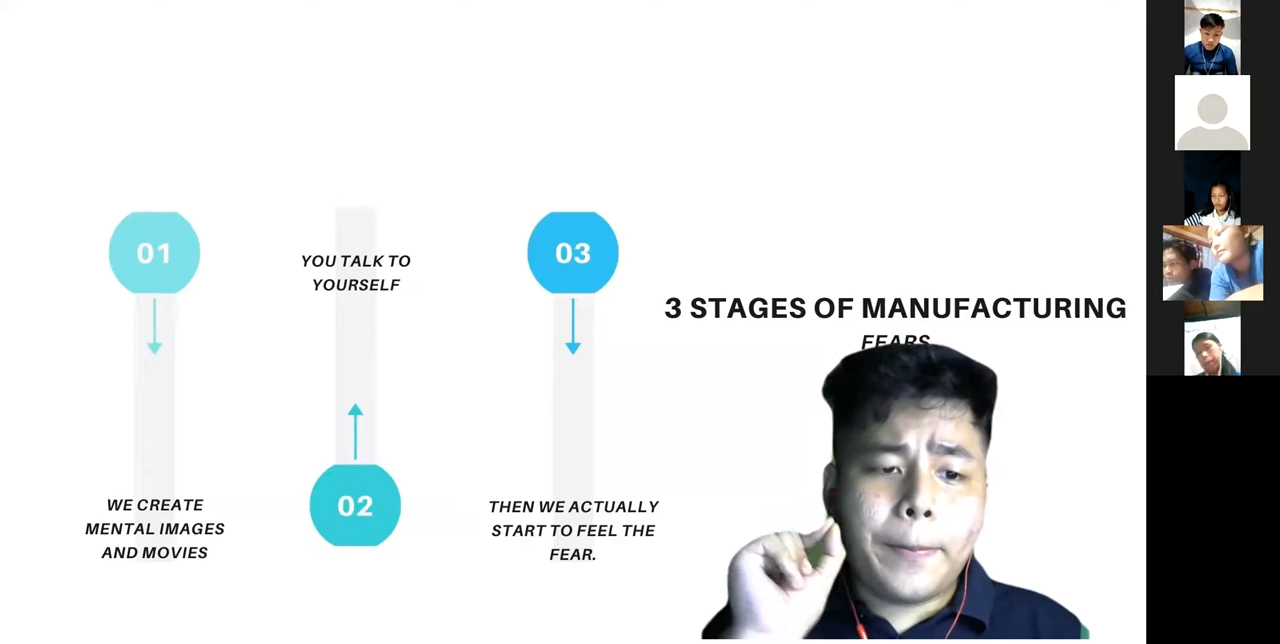 01
WE CREATE
MENTAL IMAGES
AND MOVIES
YOU TALK TO
YOURSELF
02
03
THEN WE ACTUALLY
START TO FEEL THE
FEAR.
3 STAGES OF MANUFACTURING
FEARS